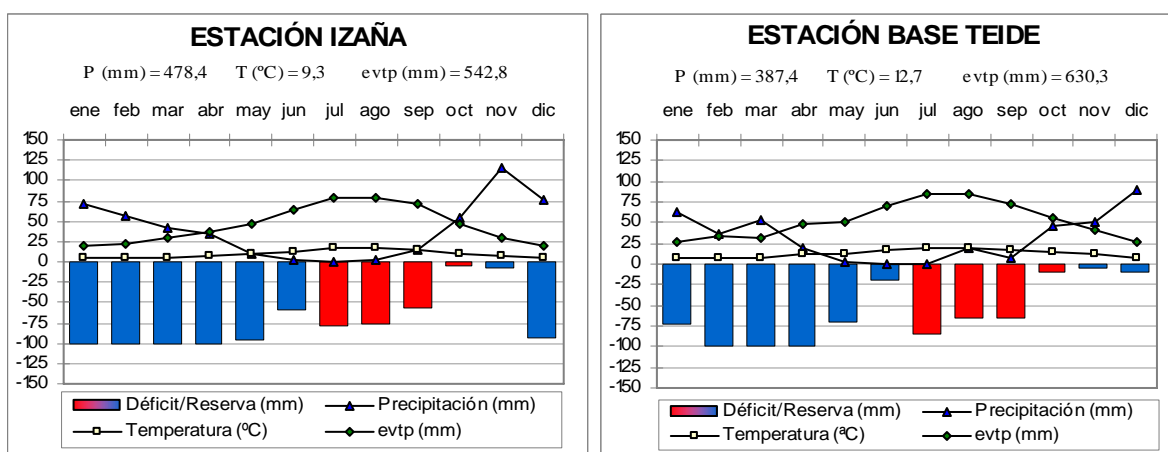 ESTACIÓN IZAÑA
P (mm) = 478,4 T (ºC) = 9,3 evtp (mm) = 542,8
ene feb mar abr may jun jul ago sep oct nov dic
150
125
100
75
50
25
0
-25
-50
-75
-100
-125
-150
Déficit/Reserva (mm) Precipitación (mm)
Temperatura (ºC) evtp (mm)
ESTACIÓN BASE TEIDE
P (mm) = 387,4 T (ºC) = 12,7 evtp (mm) = 630,3
ene feb mar abr may jun jul ago sep oct nov dic
150
125
100
75
50
25
0
-25
-50
-75
-100
-125
-150
Déficit/Reserva (mm) Precipitación (mm)
Temperatura (ªC) evtp (mm)